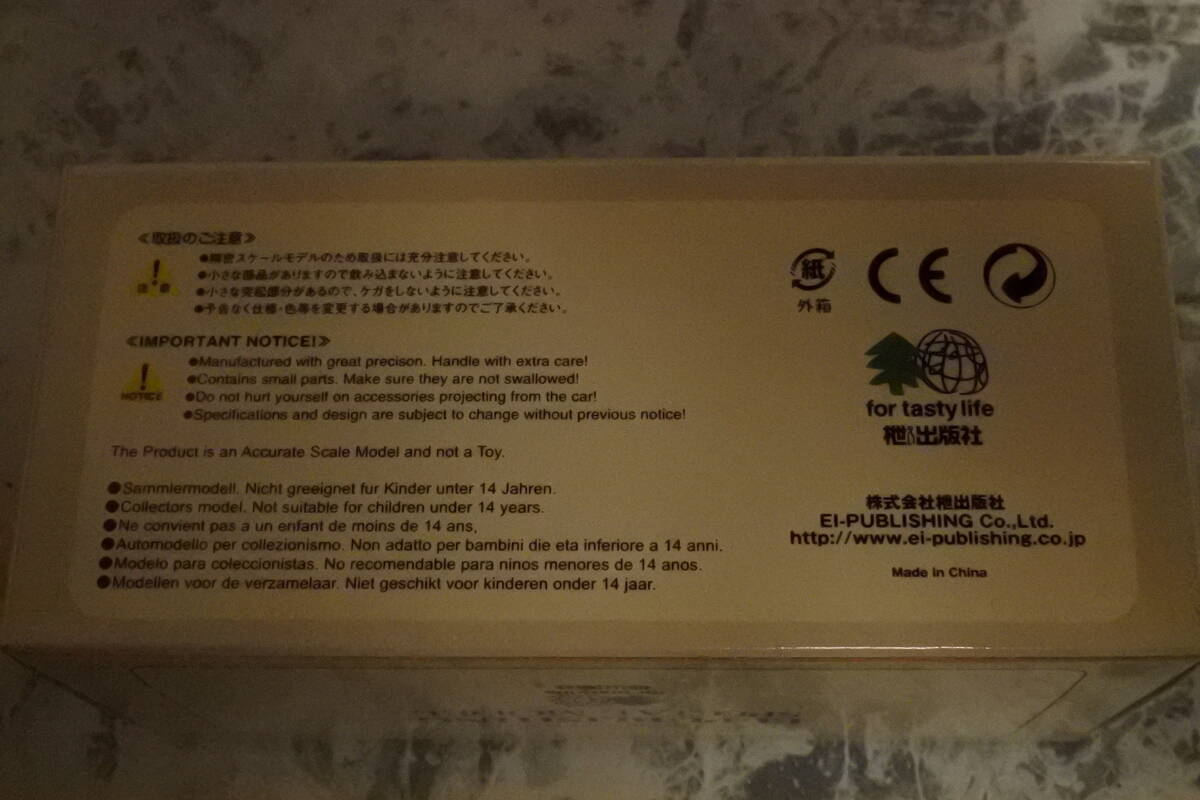 ≪取扱のご注意≫
注意
●精密スケールモデルのため取扱には充分注意してください。
●小さな部品がありますので飲み込まないように注意してください。
●小さな突起部分があるので、ケガをしないように注意してください。
●予告なく仕様・色等を変更する場合がありますのでご了承ください。
≪IMPORTANT NOTICE!≫
NOTICE
●Manufactured with great precison. Handle with extra care!
●Contains small parts. Make sure they are not swallowed!
●Do not hurt yourself on accessories projecting from the car!
●Specifications and design are subject to change without previous notice!
The Product is an Accurate Scale Model and not a Toy.
●Sammlermodell. Nicht greeignet fur Kinder unter 14 Jahren.
●Collectors model. Not suitable for children under 14 years.
●Ne convient pas a un enfant de moins de 14 ans,
●Automodello per collezionismo. Non adatto per bambini die eta inferiore a 14 anni.
●Modelo para coleccionistas. No recomendable para ninos menores de 14 anos.
●Modellen voor de verzamelaar. Niet geschikt voor kinderen onder 14 jaar.
紙
外箱
CE
for tasty life
枻出版社
株式会社枻出版社
EI-PUBLISHING Co.,Ltd.
http://www.ei-publishing.co.jp
Made in China